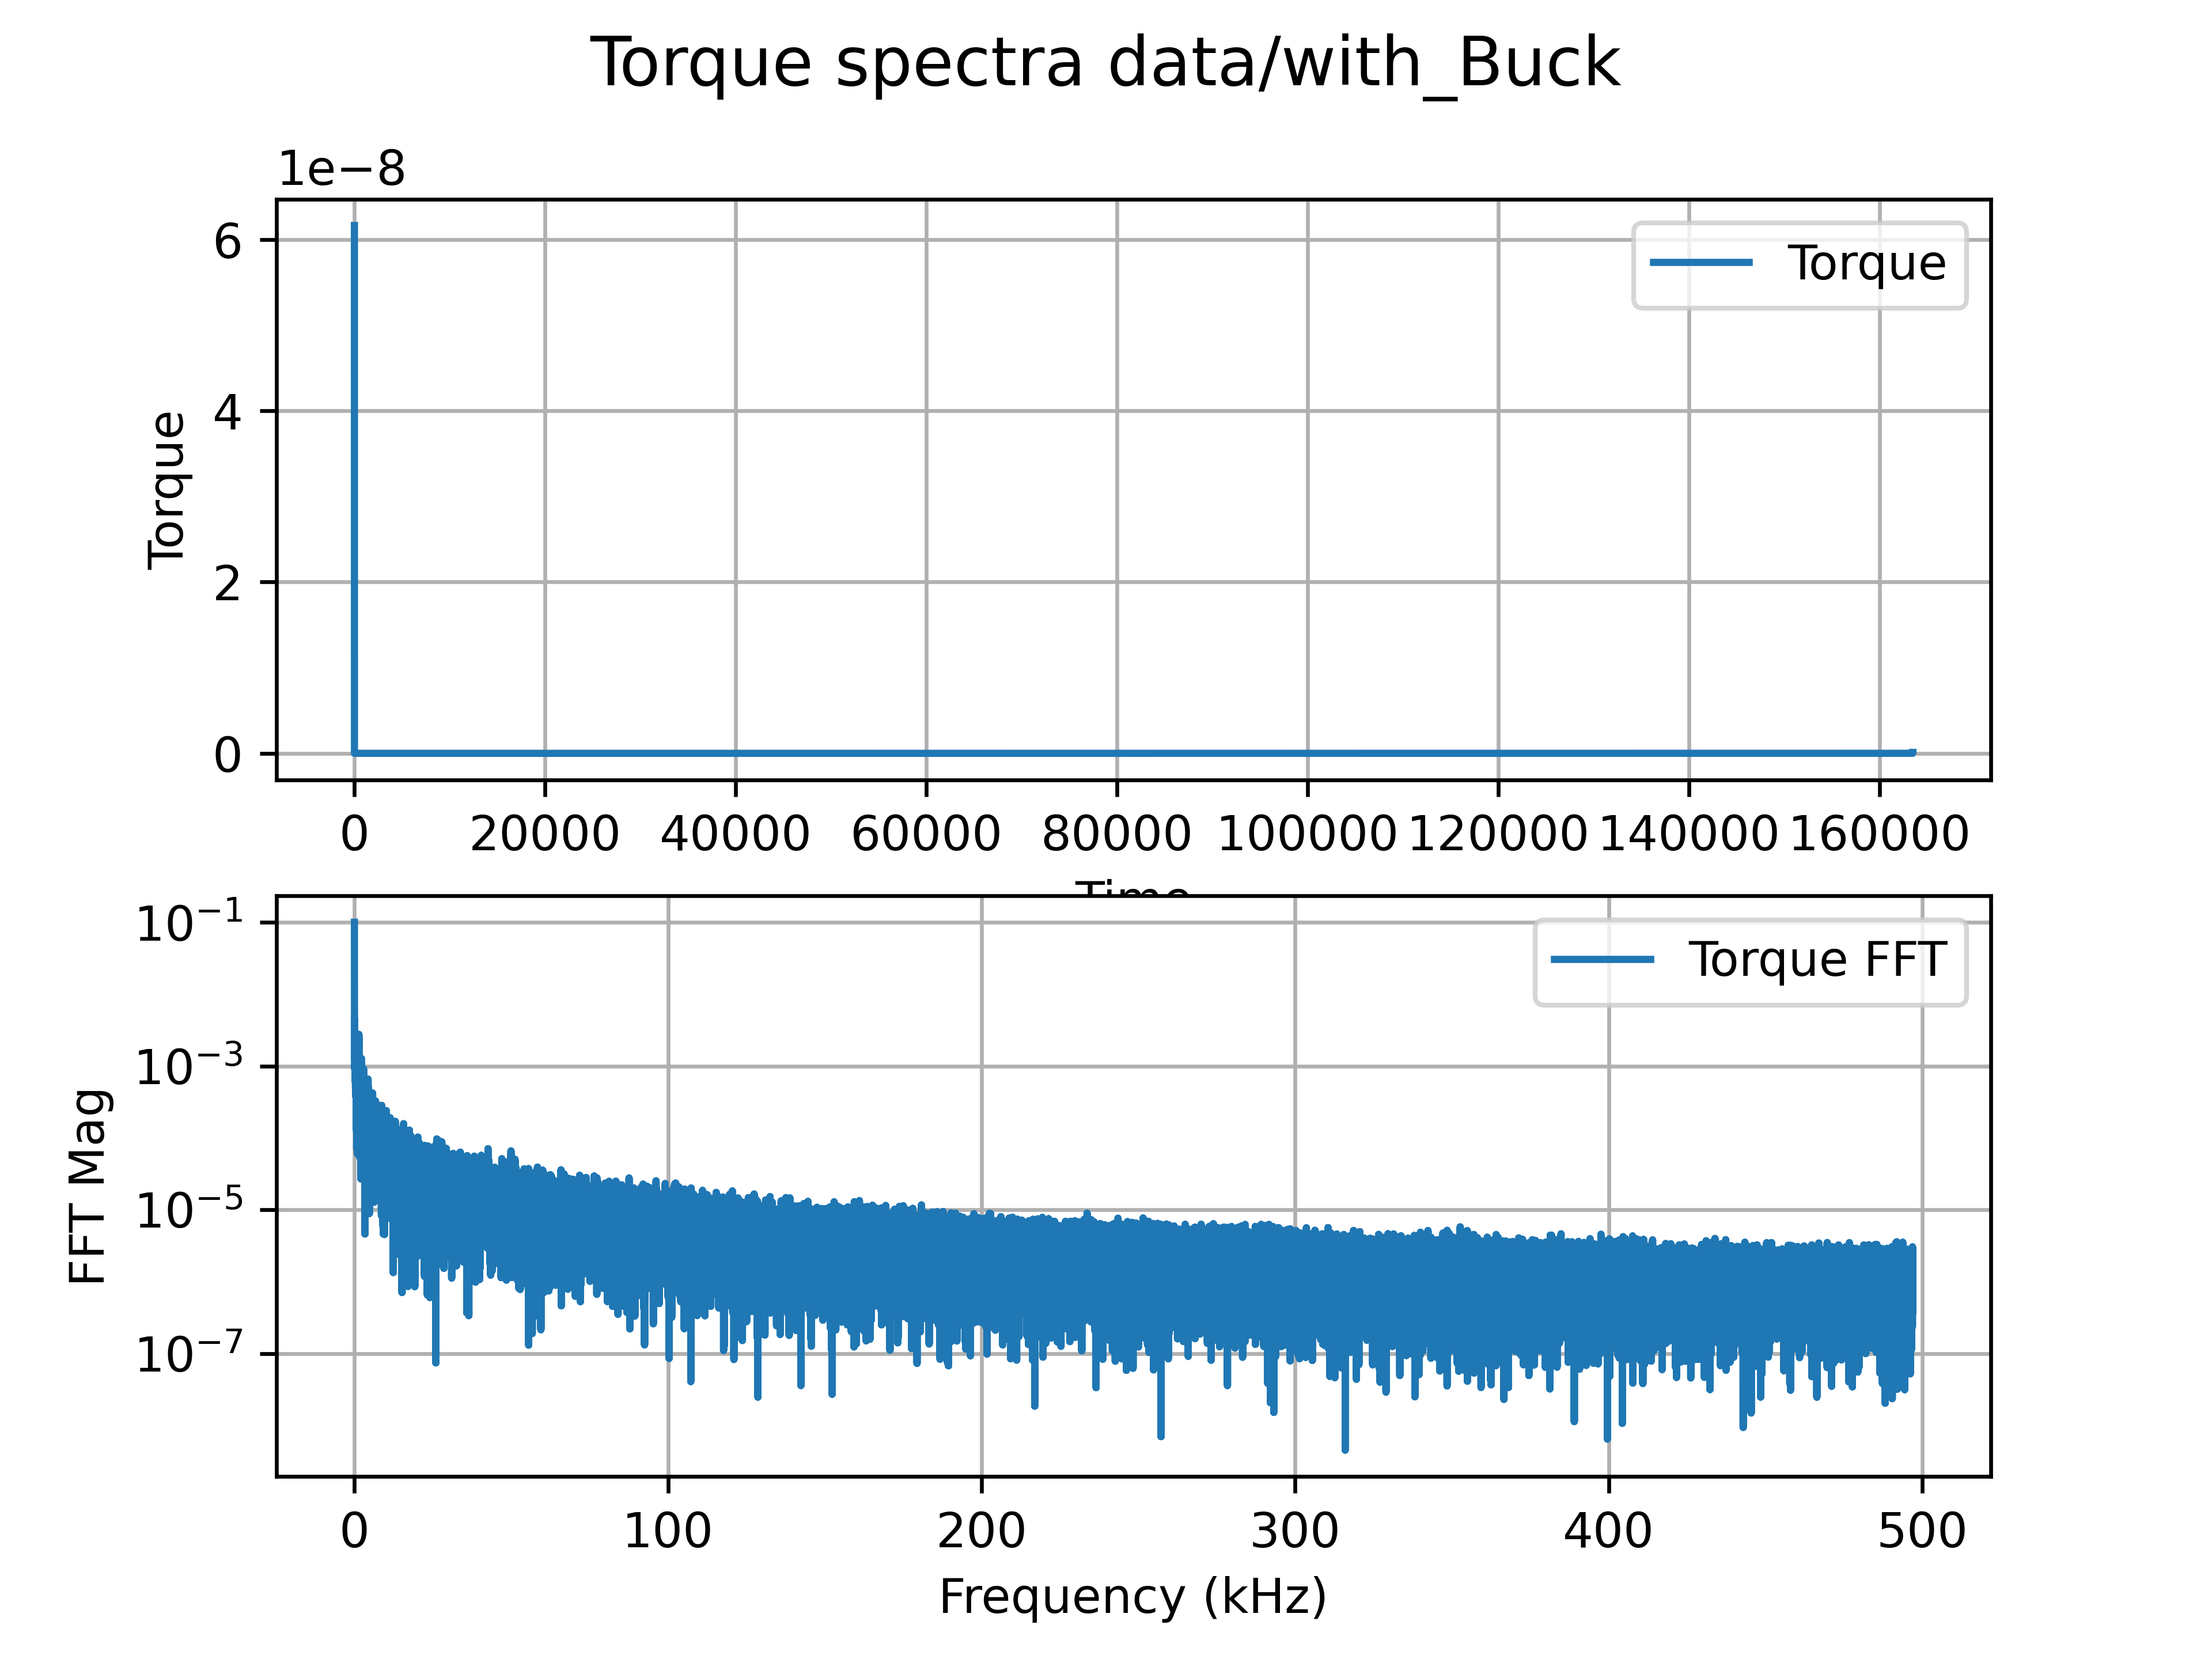 Torque spectra data/with_Buck
1e−8
Torque
6
4
2
0
Torque
0 20000 40000 60000 80000 100000 120000 140000 160000
Time
10⁻¹
10⁻³
10⁻⁵
10⁻⁷
FFT Mag
Torque FFT
0 100 200 300 400 500
Frequency (kHz)